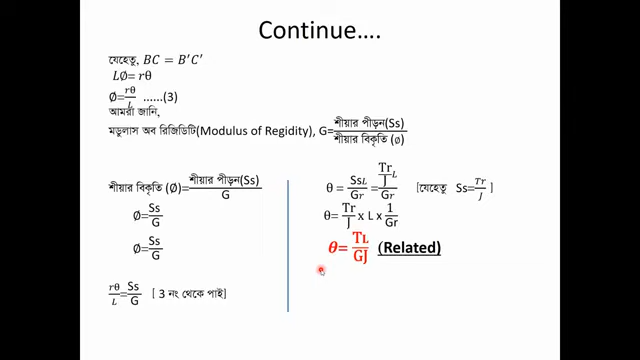 Continue....
যেহেতু, BC = B′C′
LØ= rθ
Ø=rθ/L ......(3)
আমরা জানি,
মডুলাস অব রিজিডিটি(Modulus of Regidity), G=শীয়ার পীড়ন(Ss)/শীয়ার বিকৃতি (ø)
শীয়ার বিকৃতি (Ø)=শীয়ার পীড়ন(Ss)/G
Ø=Ss/G
Ø=Ss/G
rθ/L=Ss/G [ 3 নং থেকে পাই]
θ = SsL/Gr = (Tr/J)L/Gr [যেহেতু Ss=Tr/J]
θ=Tr/J x L x 1/Gr
θ= TL/GJ (Related)